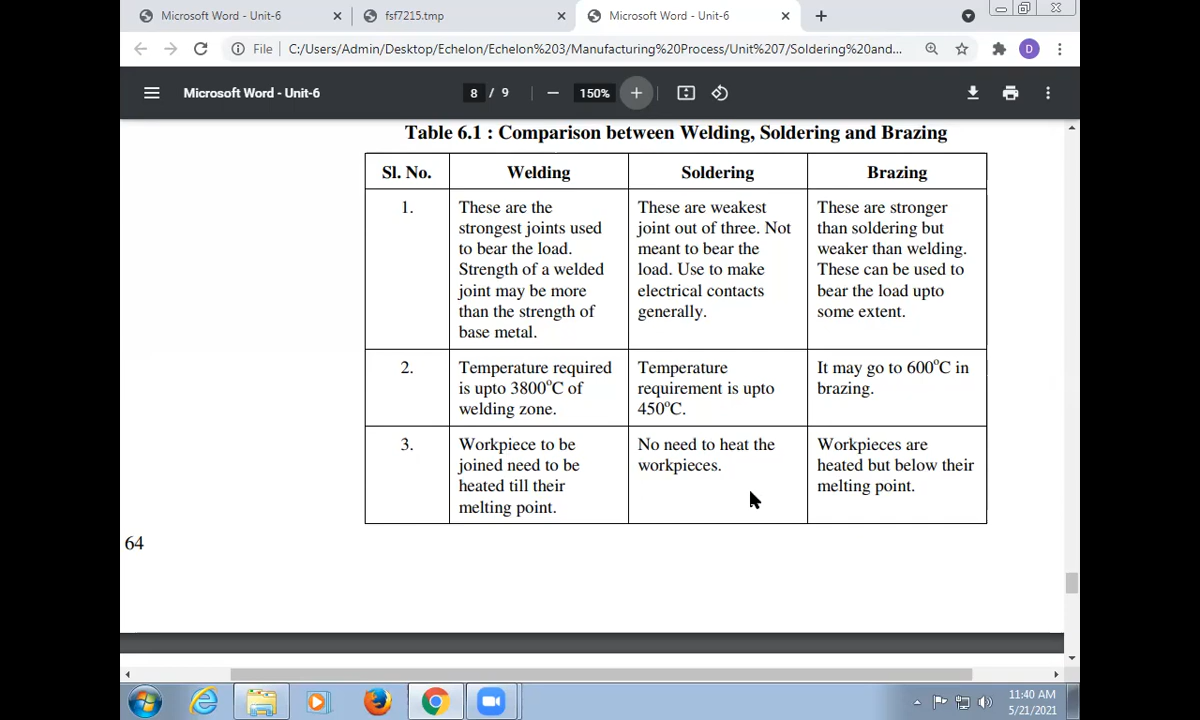 Microsoft Word - Unit-6
fsf7215.tmp
Microsoft Word - Unit-6
File
C:/Users/Admin/Desktop/Echelon/Echelon%203/Manufacturing%20Process/Unit%207/Soldering%20and...
D
Microsoft Word - Unit-6
8 / 9
150%
Table 6.1 : Comparison between Welding, Soldering and Brazing
Sl. No.
Welding
Soldering
Brazing
1.
These are the
strongest joints used
to bear the load.
Strength of a welded
joint may be more
than the strength of
base metal.
These are weakest
joint out of three. Not
meant to bear the
load. Use to make
electrical contacts
generally.
These are stronger
than soldering but
weaker than welding.
These can be used to
bear the load upto
some extent.
2.
Temperature required
is upto 3800°C of
welding zone.
Temperature
requirement is upto
450°C.
It may go to 600°C in
brazing.
3.
Workpiece to be
joined need to be
heated till their
melting point.
No need to heat the
workpieces.
Workpieces are
heated but below their
melting point.
64
11:40 AM
5/21/2021